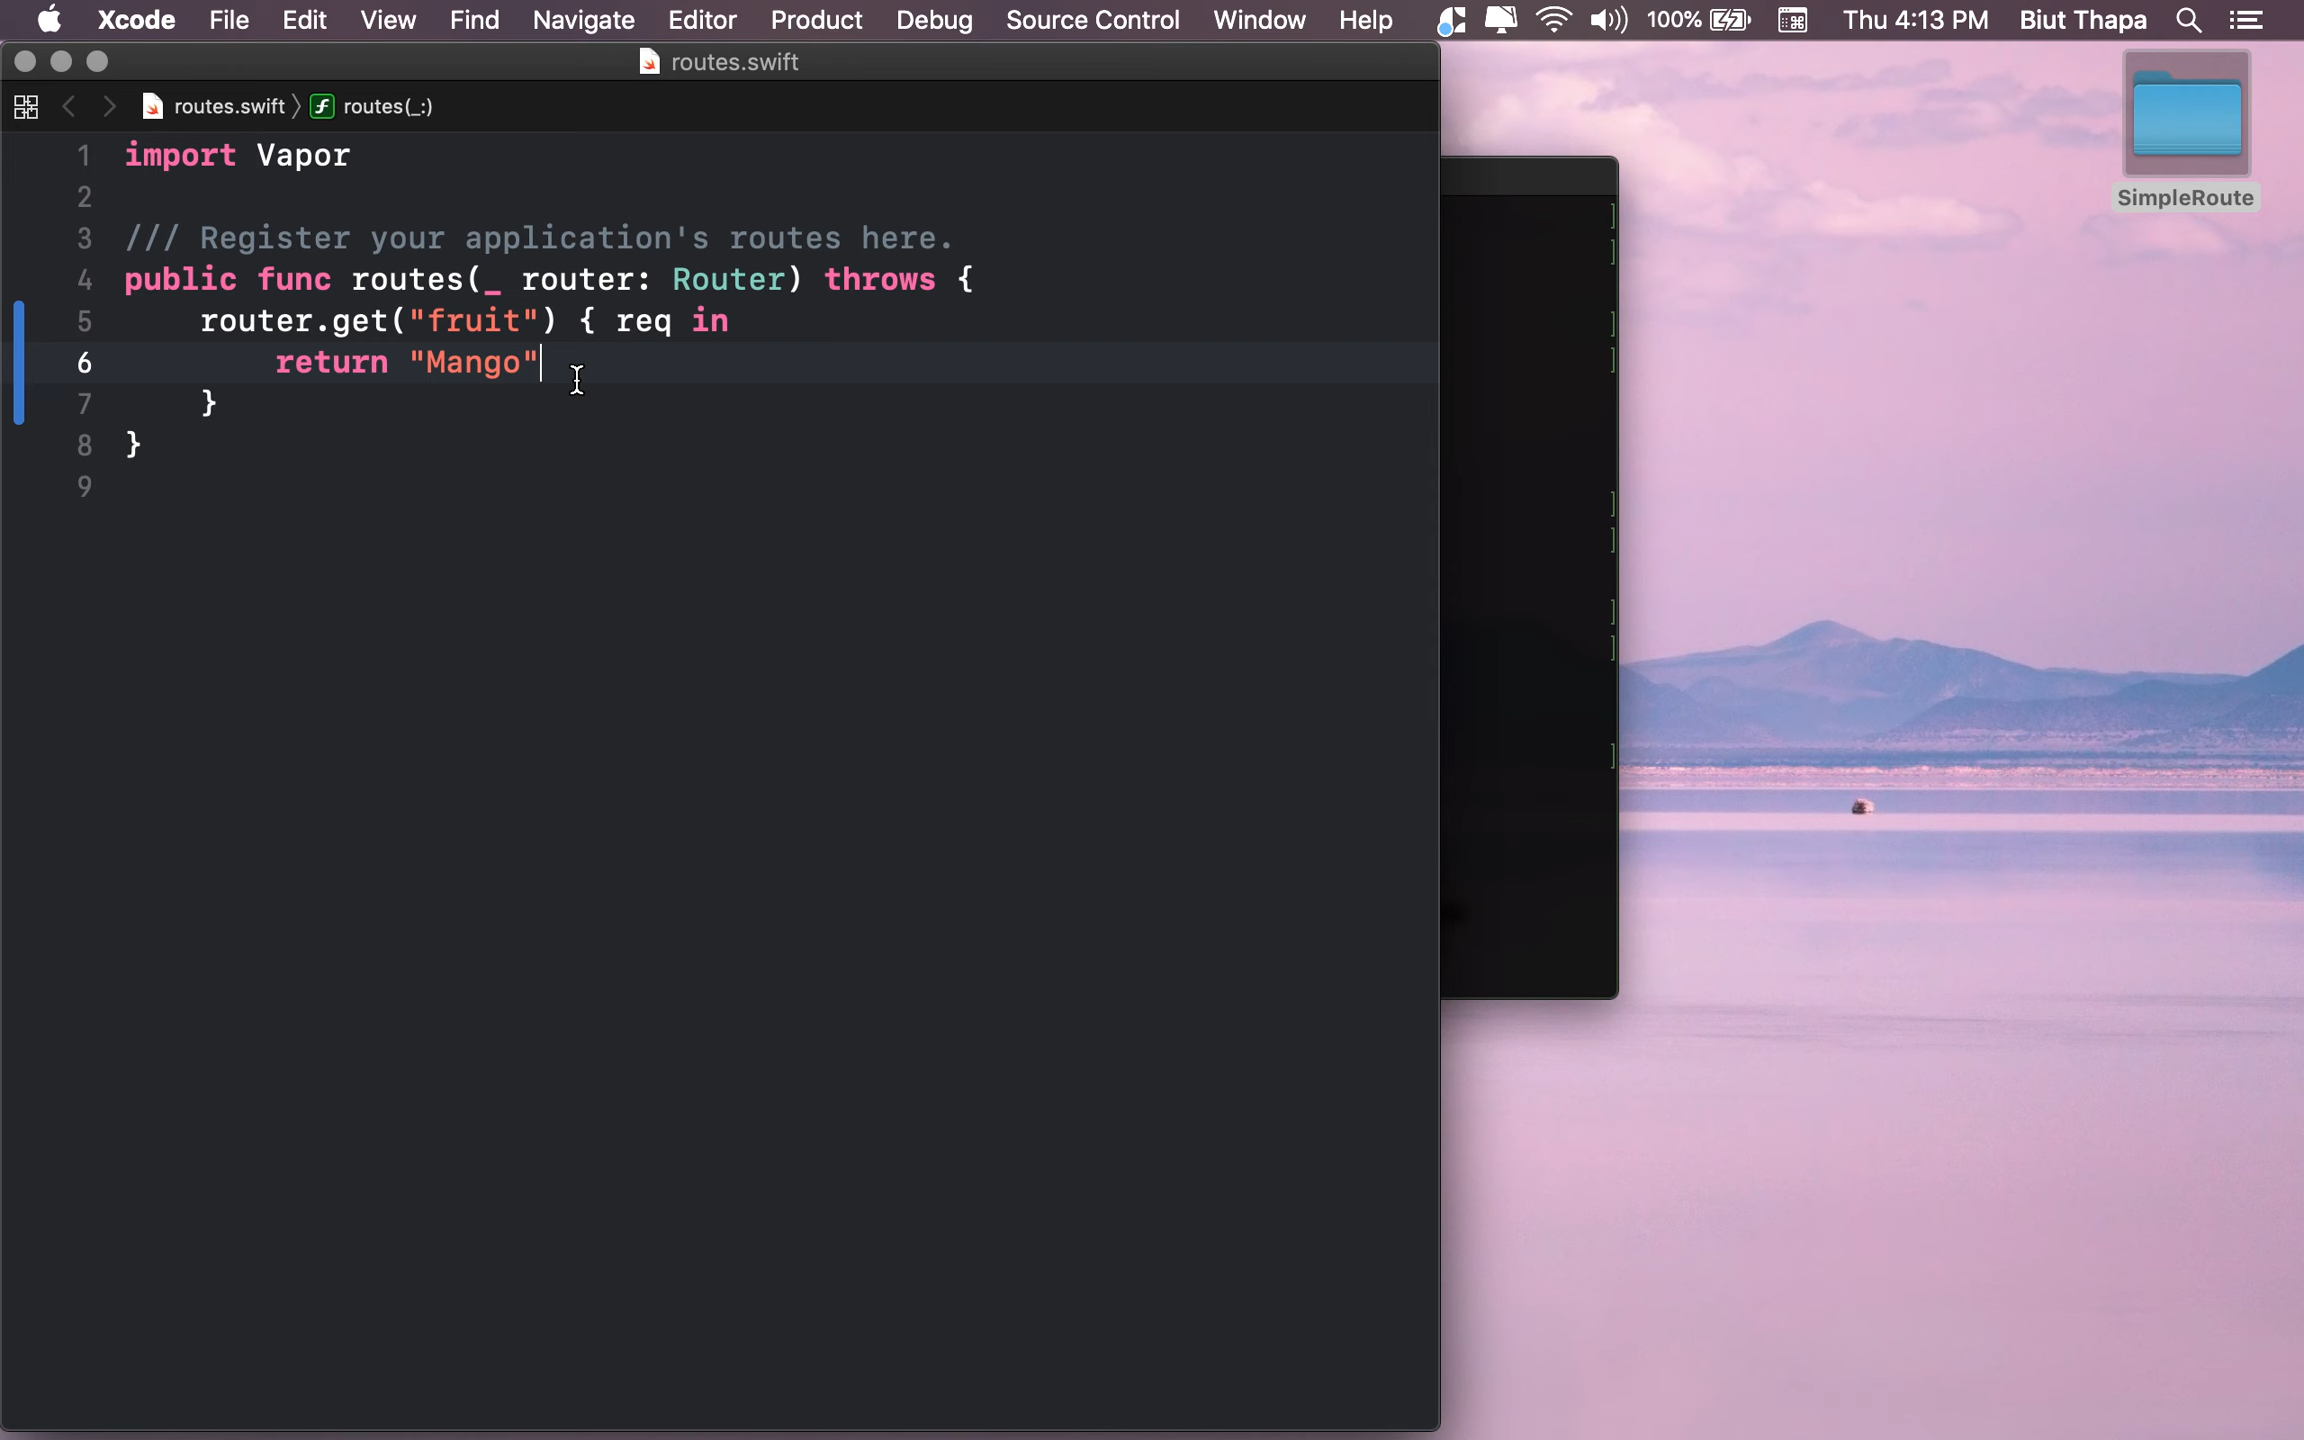 Xcode File Edit View Find Navigate Editor Product Debug Source Control Window Help 100% Thu 4:13 PM Biut Thapa
routes.swift
routes.swift 〉 f routes(_:)
1 import Vapor
2
3 /// Register your application's routes here.
4 public func routes(_ router: Router) throws {
5 router.get("fruit") { req in
6 return "Mango"
7 }
8 }
9
]
]
]
]
]
]
]
]
]
SimpleRoute